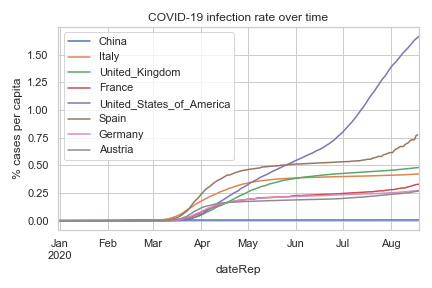 COVID-19 infection rate over time
% cases per capita
1.75
1.50
1.25
1.00
0.75
0.50
0.25
0.00
China
Italy
United_Kingdom
France
United_States_of_America
Spain
Germany
Austria
Jan Feb Mar Apr May Jun Jul Aug
2020
dateRep